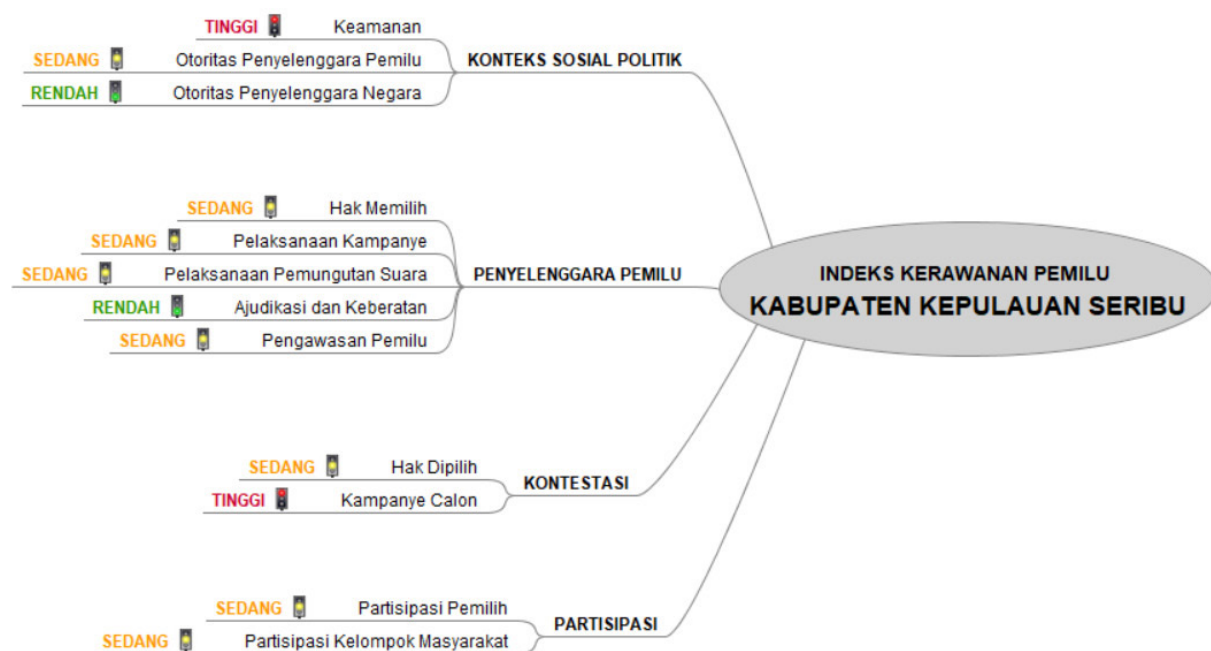 TINGGI Keamanan
SEDANG Otoritas Penyelenggara Pemilu
RENDAH Otoritas Penyelenggara Negara
KONTEKS SOSIAL POLITIK
SEDANG Hak Memilih
SEDANG Pelaksanaan Kampanye
SEDANG Pelaksanaan Pemungutan Suara
RENDAH Ajudikasi dan Keberatan
SEDANG Pengawasan Pemilu
PENYELENGGARA PEMILU
INDEKS KERAWANAN PEMILU
KABUPATEN KEPULAUAN SERIBU
SEDANG Hak Dipilih
TINGGI Kampanye Calon
KONTESTASI
SEDANG Partisipasi Pemilih
SEDANG Partisipasi Kelompok Masyarakat
PARTISIPASI